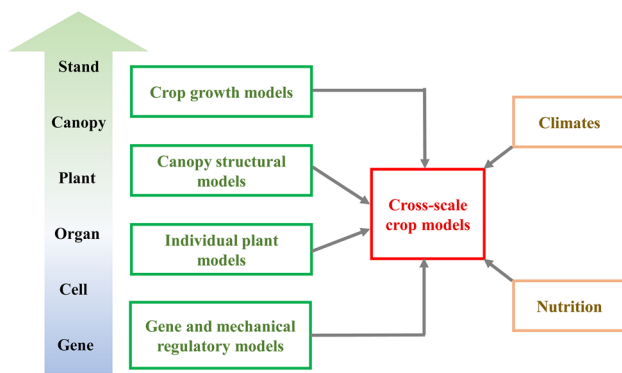 Stand
Canopy
Plant
Organ
Cell
Gene
Crop growth models
Canopy structural
models
Individual plant
models
Gene and mechanical
regulatory models
Cross-scale
crop models
Climates
Nutrition